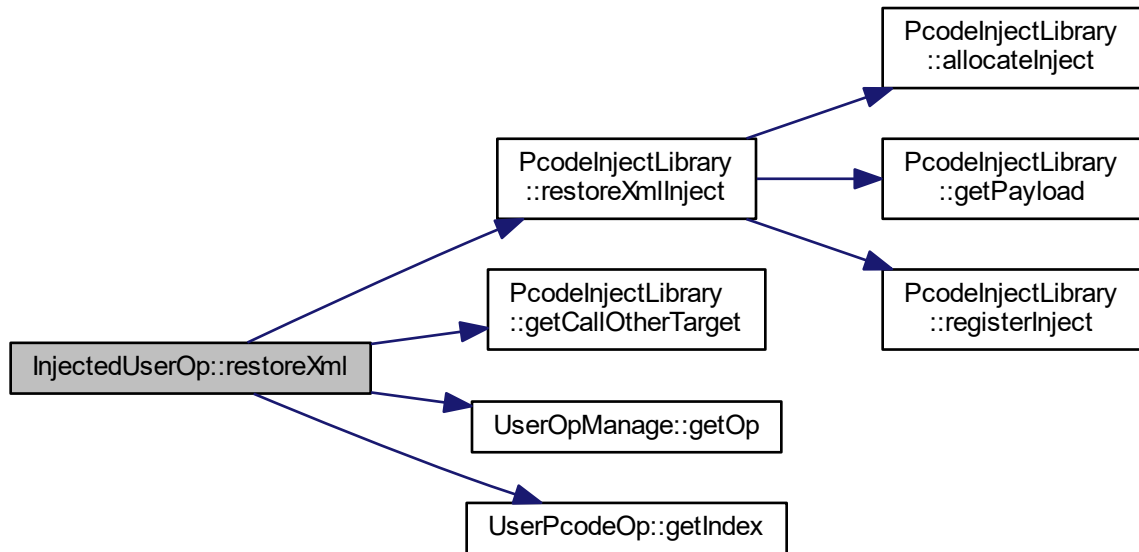 PcodeInjectLibrary
::allocateInject
PcodeInjectLibrary
::restoreXmlInject
PcodeInjectLibrary
::getPayload
PcodeInjectLibrary
::getCallOtherTarget
PcodeInjectLibrary
::registerInject
InjectedUserOp::restoreXml
UserOpManage::getOp
UserPcodeOp::getIndex